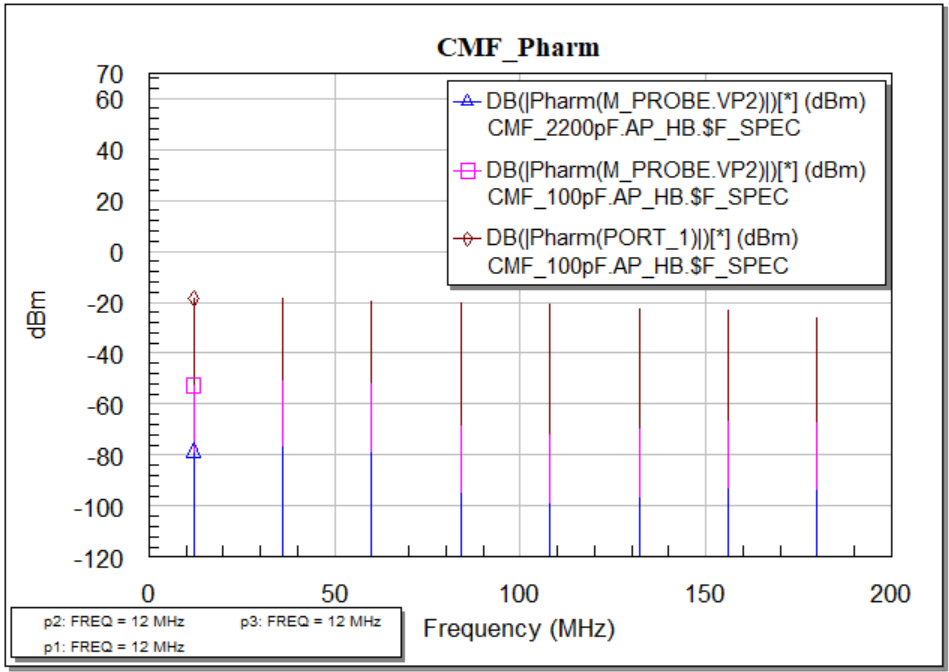 CMF_Pharm
70
60
40
20
0
-20
-40
-60
-80
-100
-120
dBm
DB(|Pharm(M_PROBE.VP2)|)[*] (dBm)
CMF_2200pF.AP_HB.$F_SPEC
DB(|Pharm(M_PROBE.VP2)|)[*] (dBm)
CMF_100pF.AP_HB.$F_SPEC
DB(|Pharm(PORT_1)|)[*] (dBm)
CMF_100pF.AP_HB.$F_SPEC
0 50 100 150 200
Frequency (MHz)
p2: FREQ = 12 MHz p3: FREQ = 12 MHz
p1: FREQ = 12 MHz